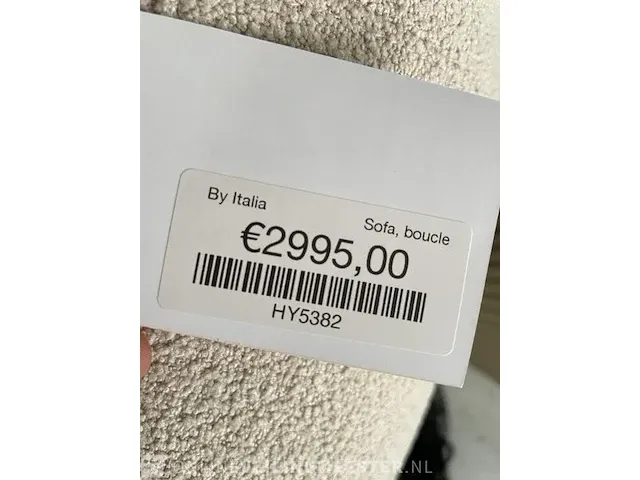 By Italia
Sofa, boucle
€2995,00
HY5382